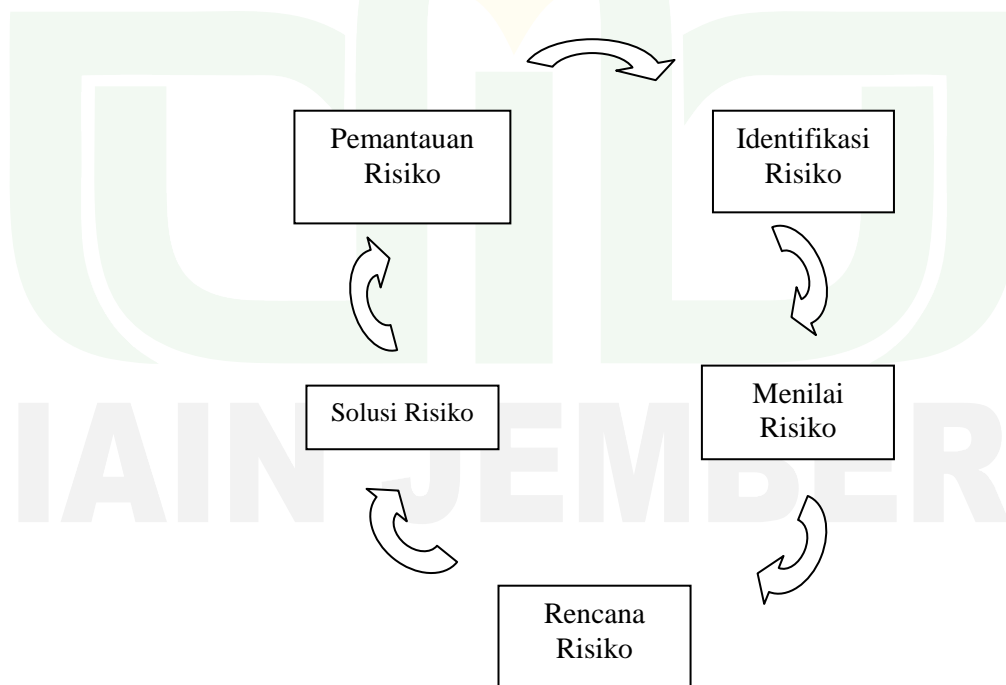 Pemantauan
Risiko
Identifikasi
Risiko
Solusi Risiko
Menilai
Risiko
IAIN JEMBER
Rencana
Risiko